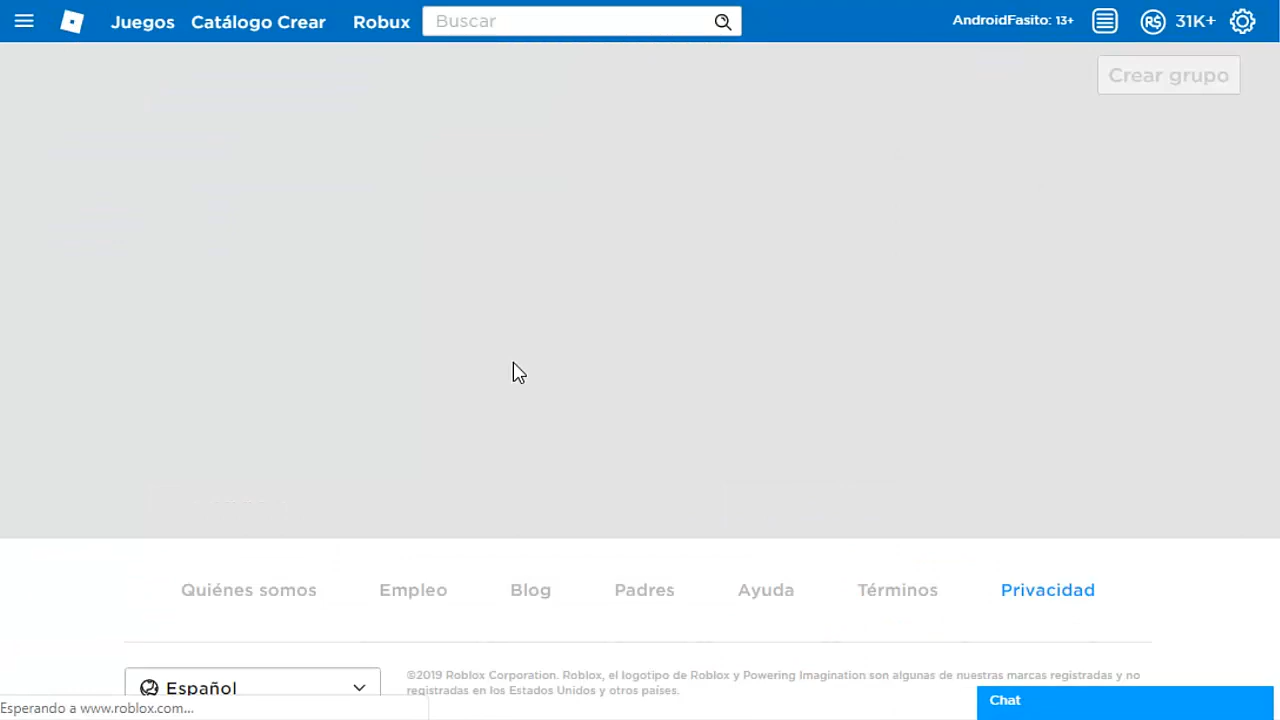 Juegos Catálogo Crear Robux Buscar AndroidFasito: 13+ R$ 31K+
Crear grupo
Quiénes somos Empleo Blog Padres Ayuda Términos Privacidad
Español
©2019 Roblox Corporation. Roblox, el logotipo de Roblox y Powering Imagination son algunas de nuestras marcas registradas y no
registradas en los Estados Unidos y otros países.
Chat
Esperando a www.roblox.com...